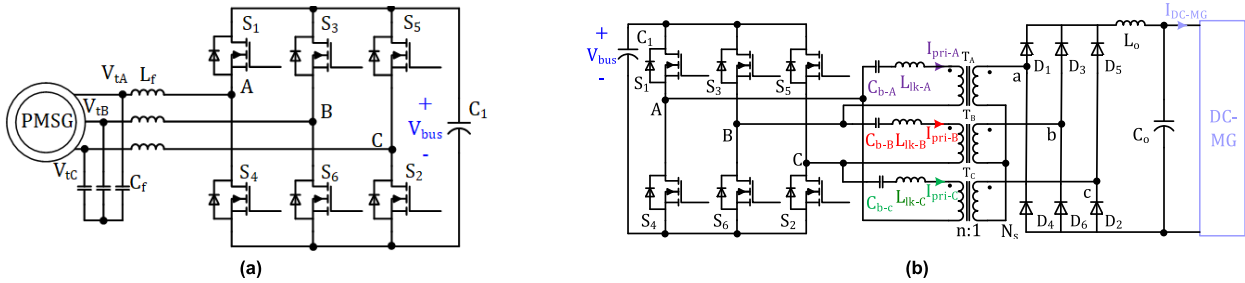 S1 S3 S5
VtA Lf
A
PMSG VtB B + Vbus - C1
C
VtC Cf S4 S6 S2
(a)
+ Vbus - C1
S1 S3 S5
A B C
S4 S6 S2
Cb-A Llk-A Ipri-A TA
Cb-B Llk-B Ipri-B TB
Cb-c Llk-C Ipri-C TC
n:1 Ns
a b c
D1 D3 D5
D4 D6 D2
Lo IDC-MG
Co
DC-
MG
(b)